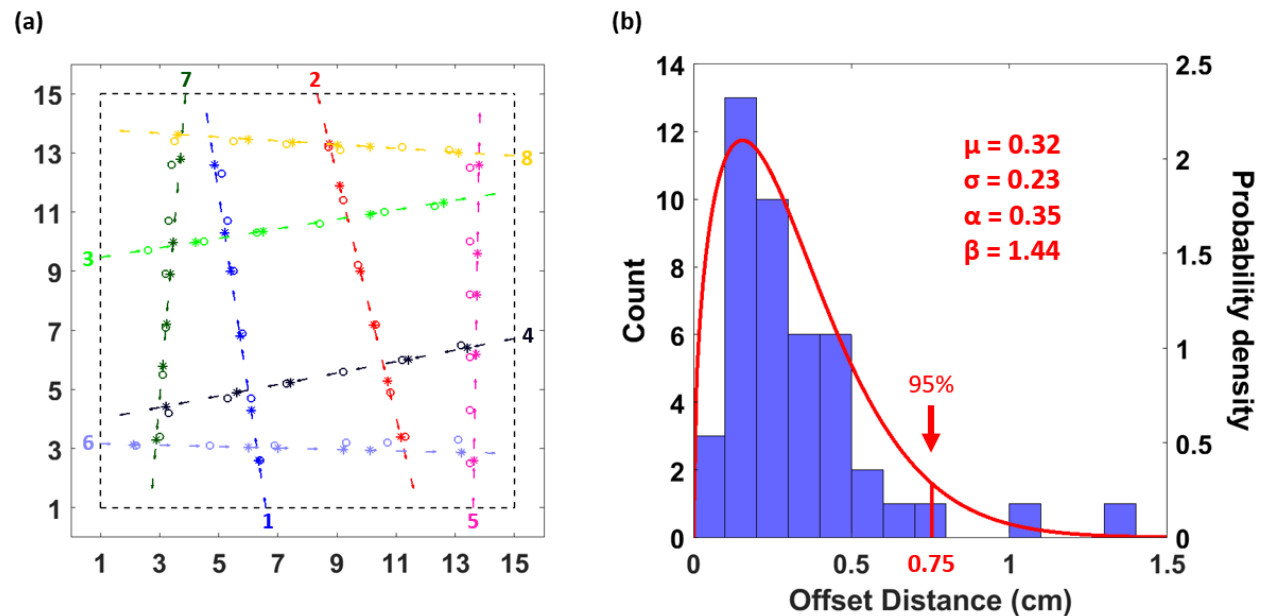 (a)
(b)
7
2
15
13
11
9
7
5
3
1
8
3
4
6
1
5
1 3 5 7 9 11 13 15
14
12
10
8
6
4
2
0
Count
μ = 0.32
σ = 0.23
α = 0.35
β = 1.44
95%
2.5
2
1.5
1
0.5
0
Probability density
0 0.5 0.75 1 1.5
Offset Distance (cm)